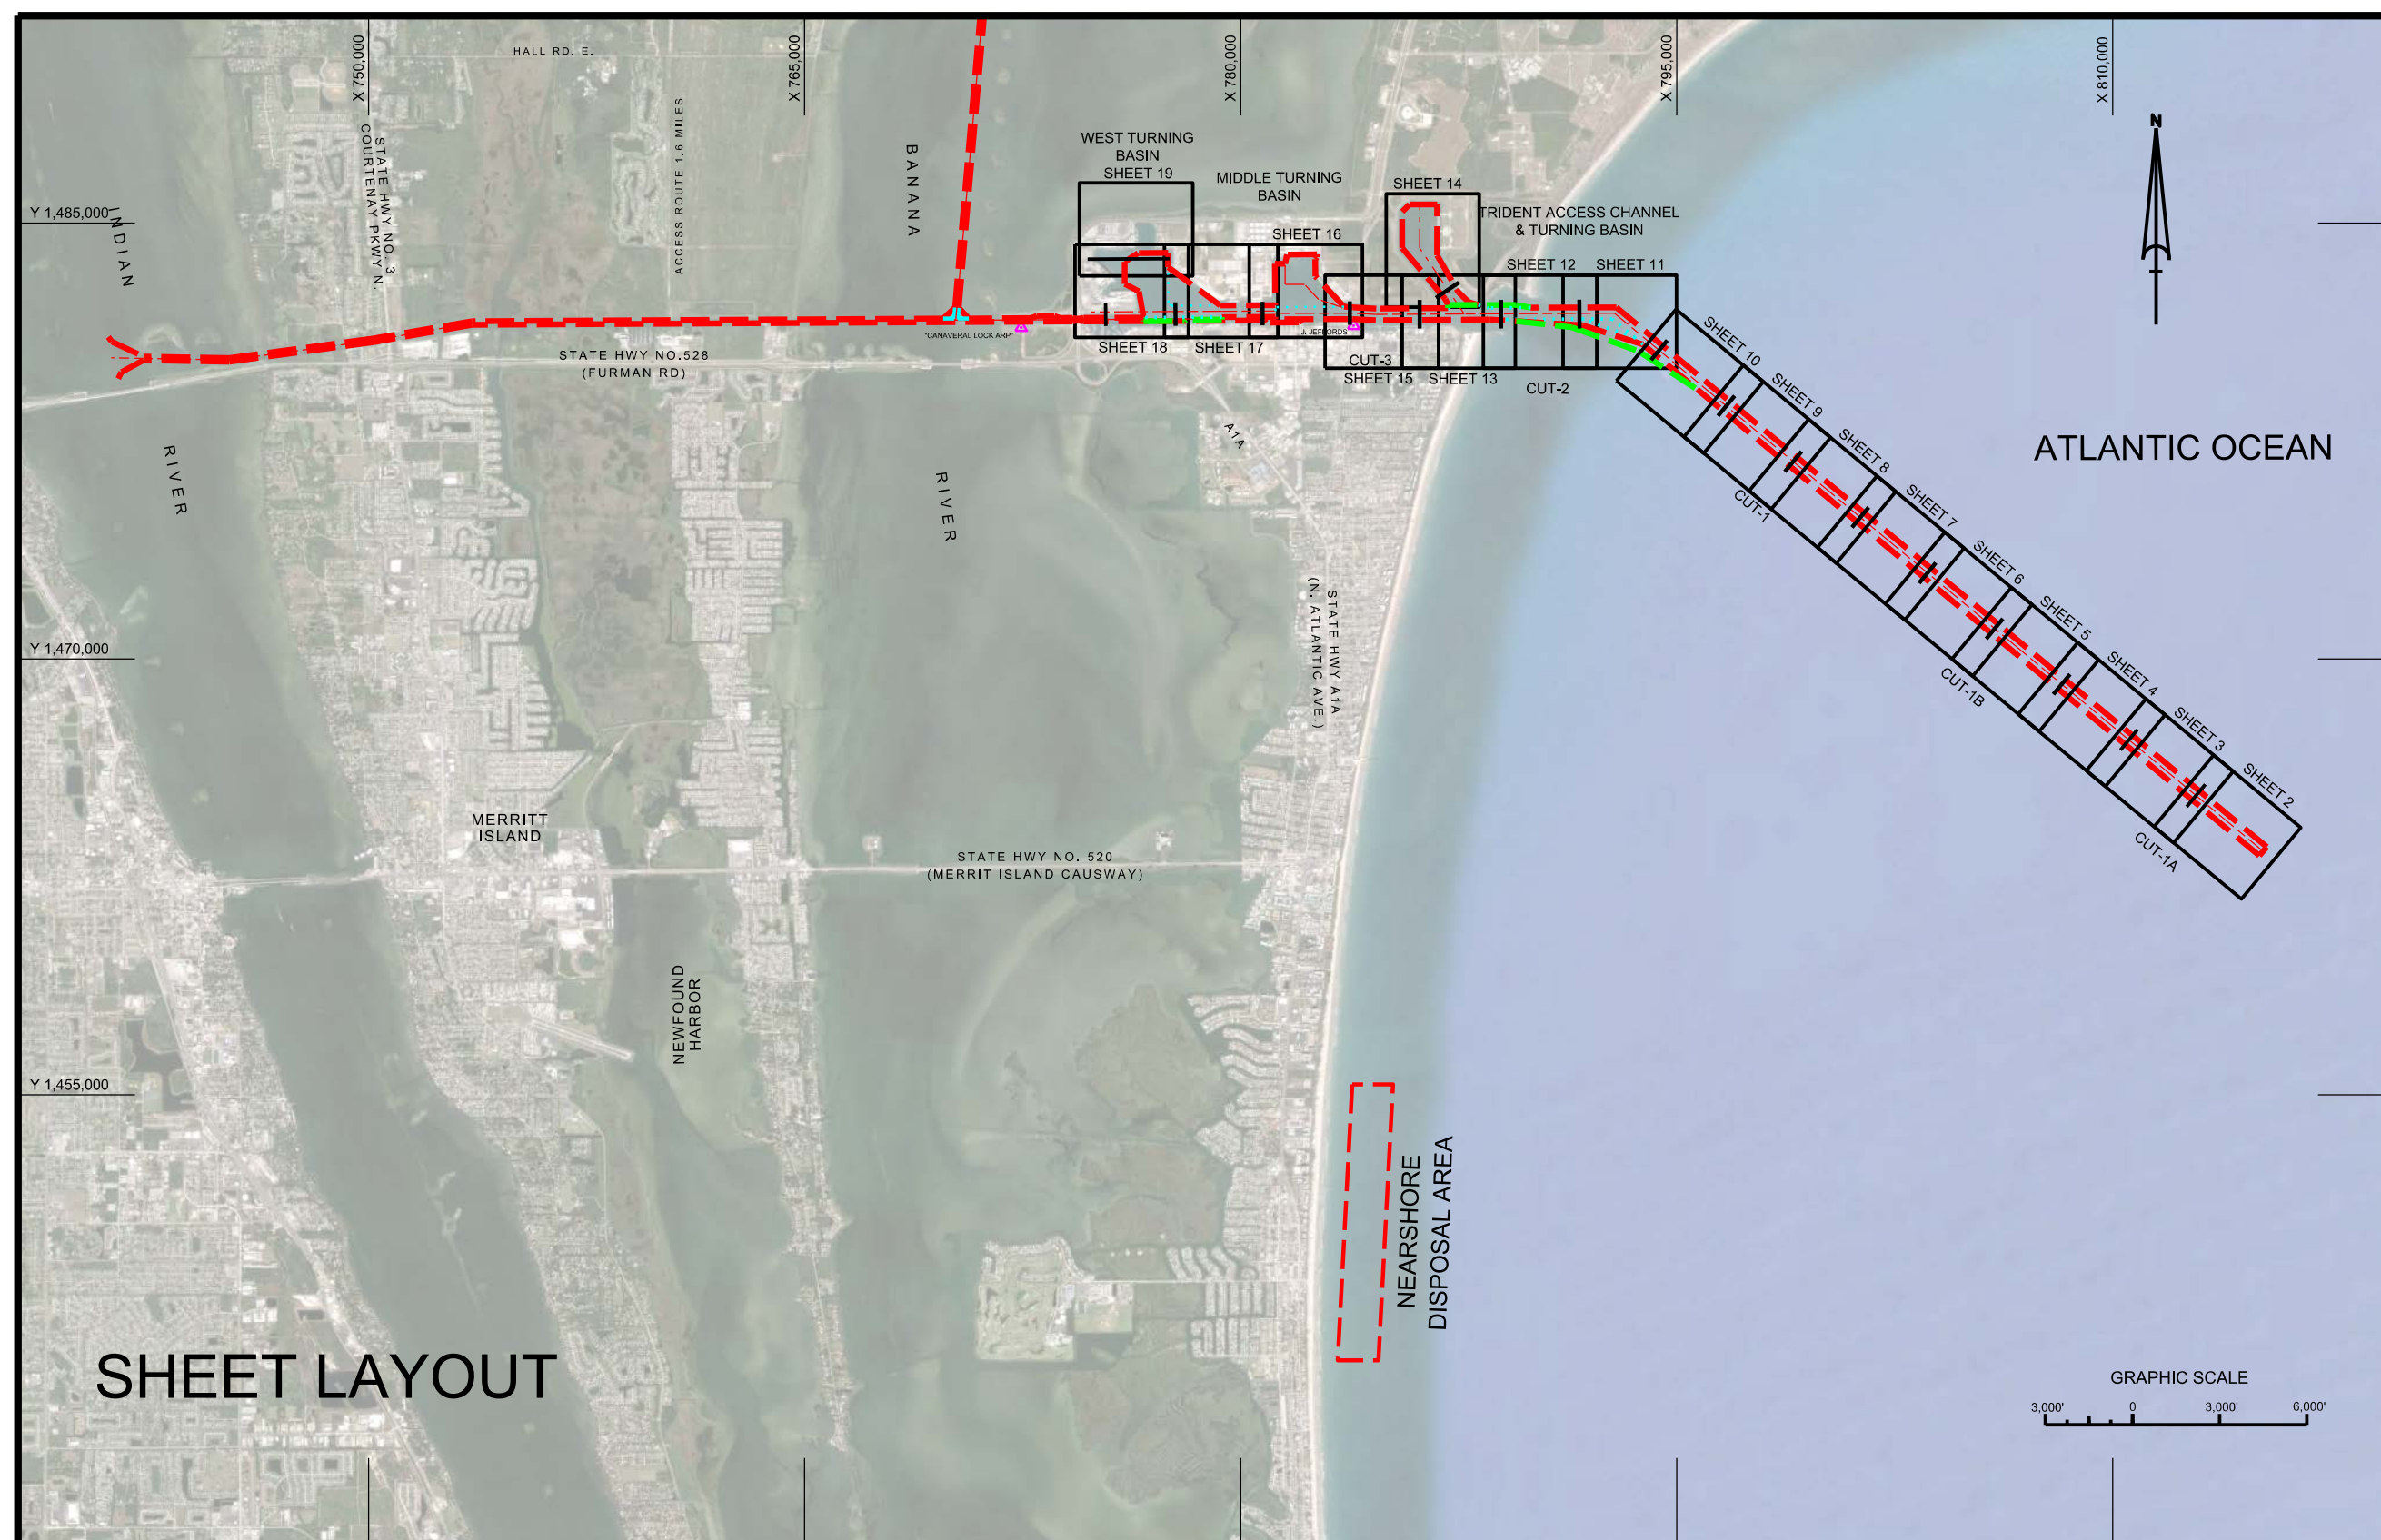 X 750,000
X 765,000
X 780,000
X 795,000
X 810,000
HALL RD. E.
STATE HWY NO. 3
COURTENAY PKWY N.
ACCESS ROUTE 1.6 MILES
BANANA
WEST TURNING
BASIN
SHEET 19
MIDDLE TURNING
BASIN
SHEET 14
N
Y 1,485,000
INDIAN
TRIDENT ACCESS CHANNEL
& TURNING BASIN
SHEET 16
SHEET 12
SHEET 11
"CANAVERAL LOCK ARP"
J. JEFFORDS
SHEET 18
SHEET 17
STATE HWY NO.528
(FURMAN RD)
CUT-3
SHEET 15
SHEET 13
CUT-2
SHEET 10
SHEET 9
SHEET 8
SHEET 7
SHEET 6
SHEET 5
SHEET 4
SHEET 3
SHEET 2
CUT-1
CUT-1B
CUT-1A
ATLANTIC OCEAN
A1A
RIVER
RIVER
STATE HWY A1A
(N. ATLANTIC AVE.)
Y 1,470,000
MERRITT
ISLAND
STATE HWY NO. 520
(MERRIT ISLAND CAUSWAY)
NEWFOUND
HARBOR
Y 1,455,000
NEARSHORE
DISPOSAL AREA
SHEET LAYOUT
GRAPHIC SCALE
3,000' 0 3,000' 6,000'